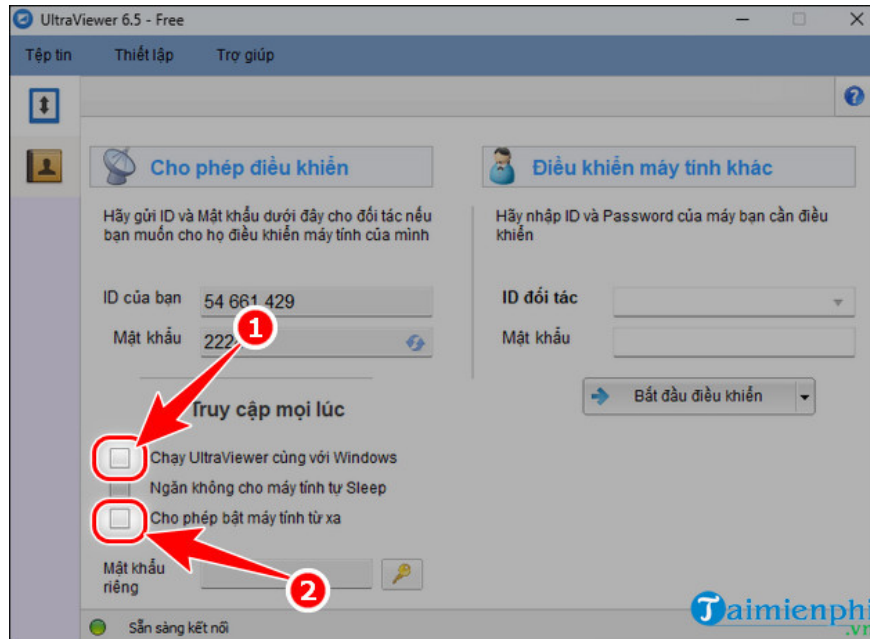 UltraViewer 6.5 - Free
Tệp tin Thiết lập Trợ giúp
Cho phép điều khiển
Hãy gửi ID và Mật khẩu dưới đây cho đối tác nếu
bạn muốn cho họ điều khiển máy tính của mình
ID của bạn 54 661 429
Mật khẩu 222
1
Truy cập mọi lúc
Chạy UltraViewer cùng với Windows
Ngăn không cho máy tính tự Sleep
Cho phép bật máy tính từ xa
Mật khẩu
riêng
2
Sẵn sàng kết nối
Điều khiển máy tính khác
Hãy nhập ID và Password của máy bạn cần điều
khiển
ID đối tác
Mật khẩu
Bắt đầu điều khiển
Taimienphi
.vn